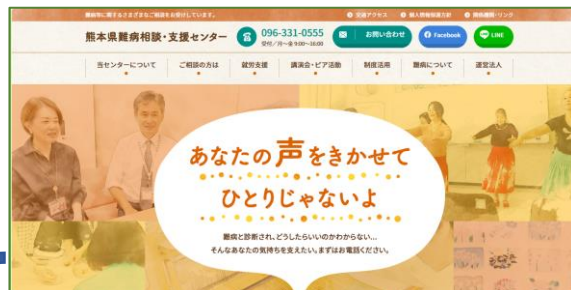 難病等に関するさまざまなご相談をお受けしています。
交通アクセス
個人情報保護方針
関係機関・リンク
熊本県難病相談・支援センター
096-331-0555
受付／月〜金 9:00〜16:00
お問い合わせ
Facebook
LINE
当センターについて
ご相談の方は
就労支援
講演会・ピア活動
制度活用
難病について
運営法人
あなたの声をきかせて
ひとりじゃないよ
難病と診断され、どうしたらいいのかわからない...
そんなあなたの気持ちを支えたい。まずはお電話ください。